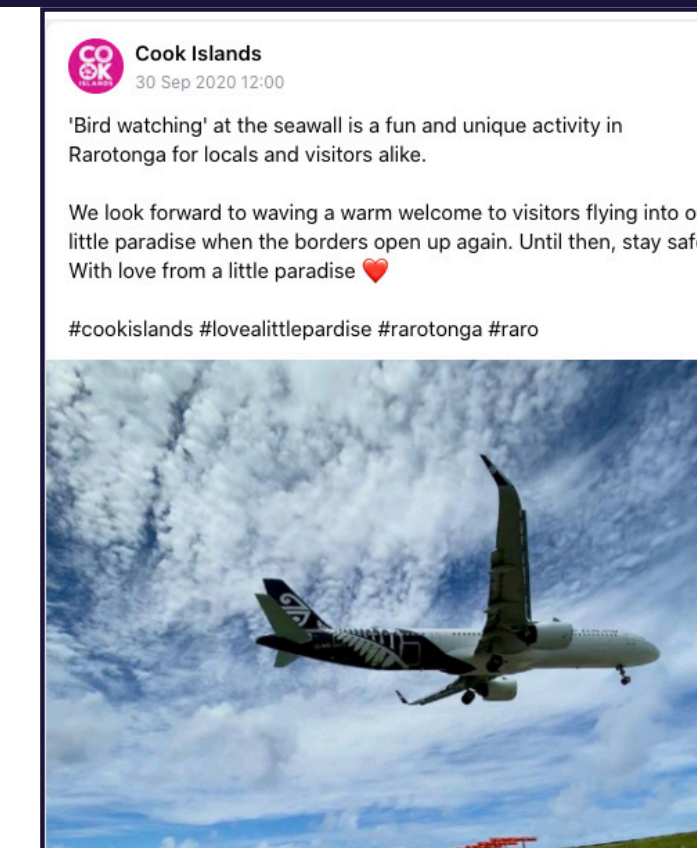 COOK ISLANDS
Cook Islands
30 Sep 2020 12:00
'Bird watching' at the seawall is a fun and unique activity in
Rarotonga for locals and visitors alike.
We look forward to waving a warm welcome to visitors flying into o
little paradise when the borders open up again. Until then, stay saf
With love from a little paradise ❤️
#cookislands #lovealittlepardise #rarotonga #raro